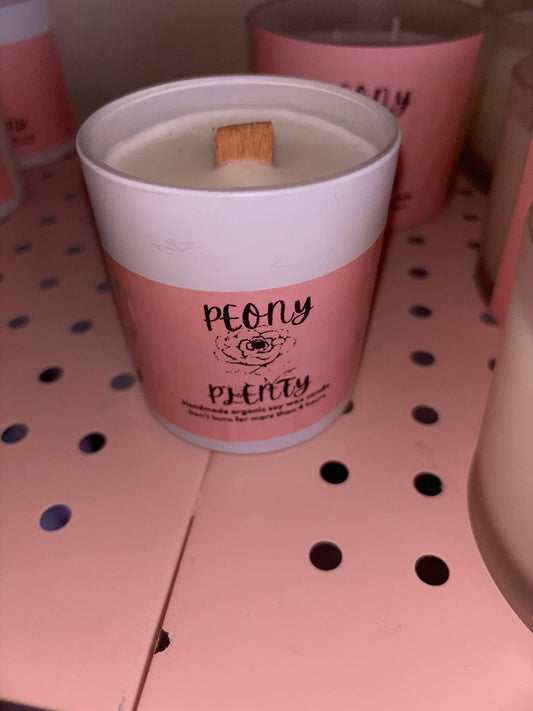 PEONY
PLENTY
Handmade organic soy wax candle
Don't burn for more than 4 hours